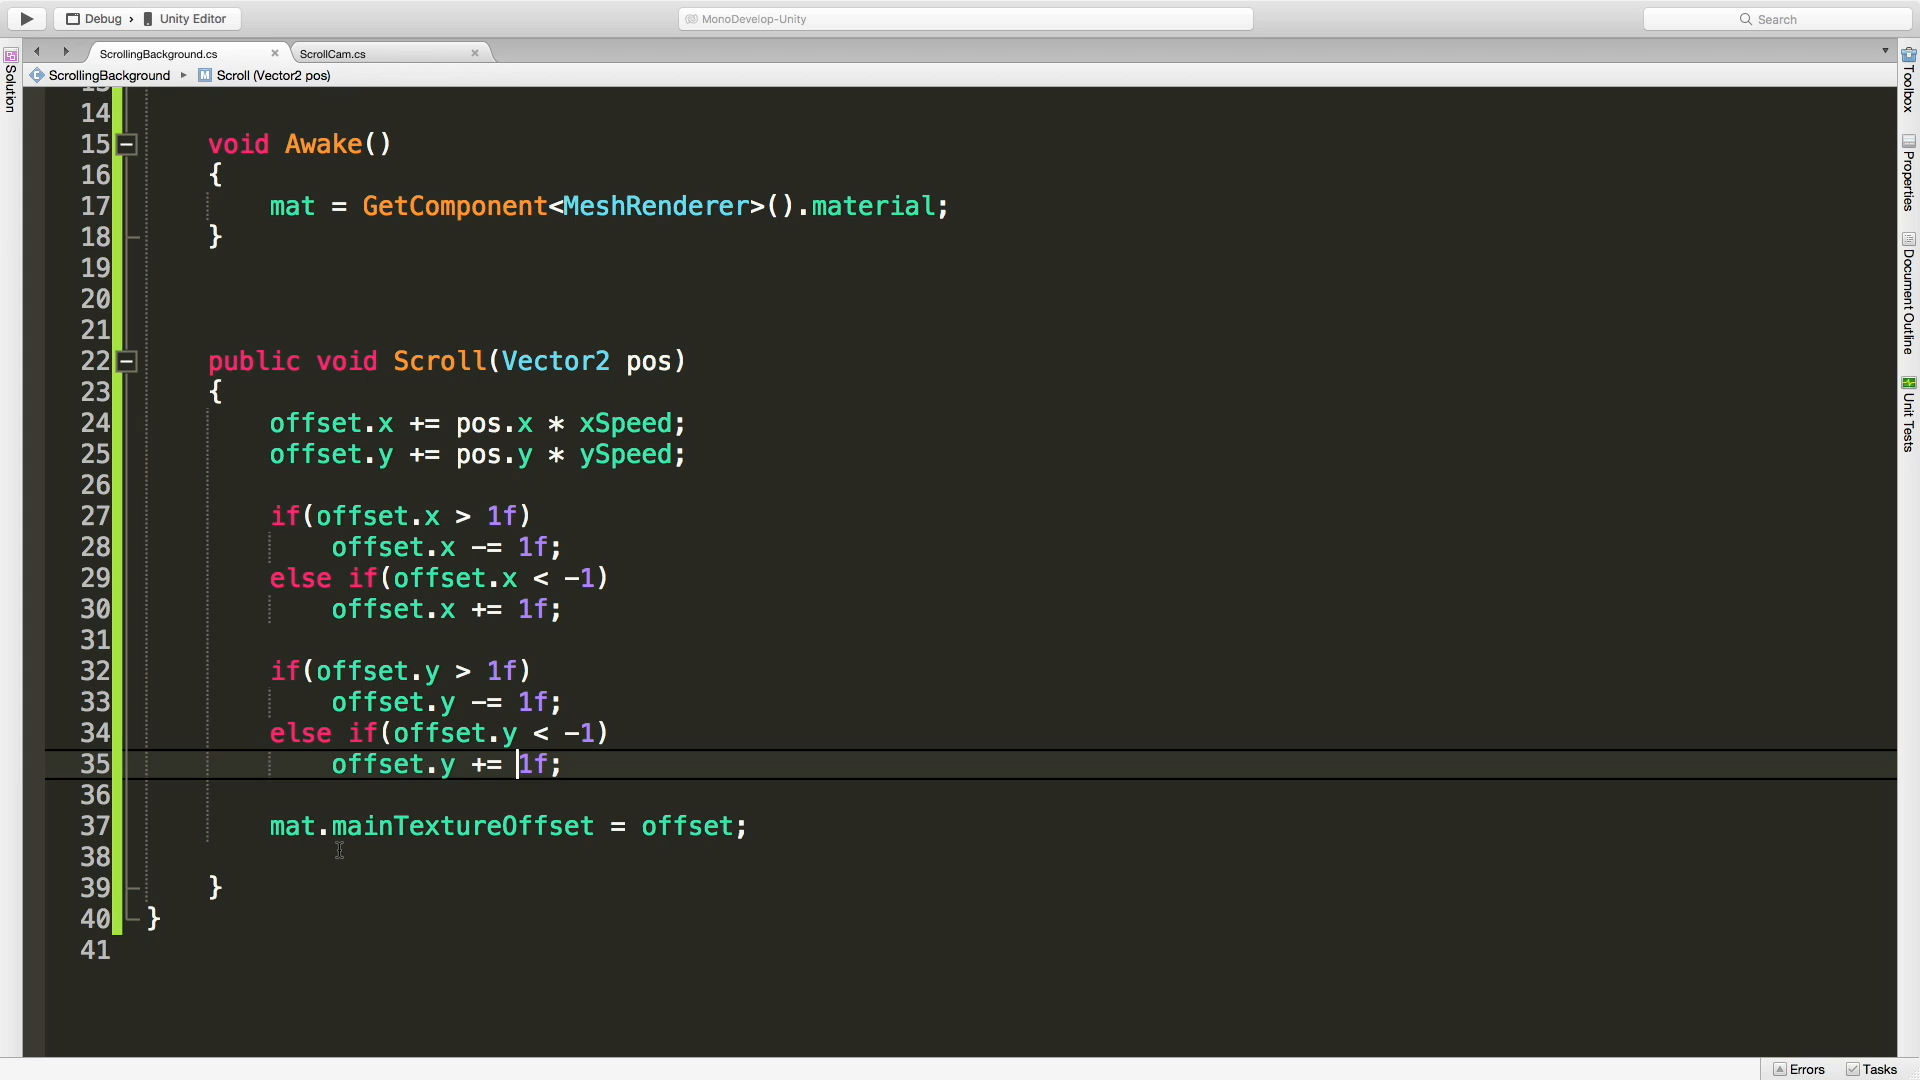 Debug › Unity Editor
MonoDevelop-Unity
Search
ScrollingBackground.cs
ScrollCam.cs
ScrollingBackground
M Scroll (Vector2 pos)
Solution
Toolbox
Properties
Document Outline
Unit Tests
13
14
15 void Awake()
16 {
17 mat = GetComponent<MeshRenderer>().material;
18 }
19
20
21
22 public void Scroll(Vector2 pos)
23 {
24 offset.x += pos.x * xSpeed;
25 offset.y += pos.y * ySpeed;
26
27 if(offset.x > 1f)
28 offset.x -= 1f;
29 else if(offset.x < -1)
30 offset.x += 1f;
31
32 if(offset.y > 1f)
33 offset.y -= 1f;
34 else if(offset.y < -1)
35 offset.y += 1f;
36
37 mat.mainTextureOffset = offset;
38
39 }
40 }
41
Errors
Tasks